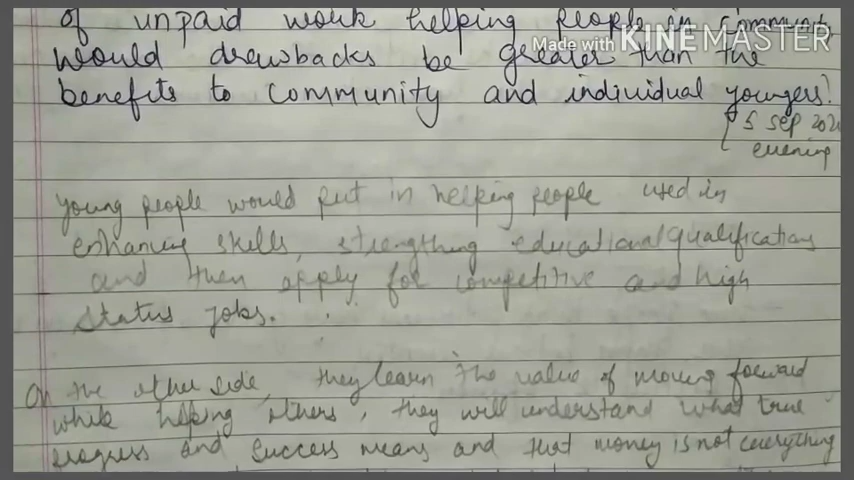 of unpaid work helping people in community
Made with KINEMASTER
would drawbacks be greater than the
benefits to community and individual youngers?
5 Sep 202
evening
young people would put in helping people used in
enhancing skills, strengthing educational qualifications
and then apply for competitive and high
status jobs.
On the other side, they learn the value of moving forward
while helping others, they will understand what true
progress and success means and that money is not everything